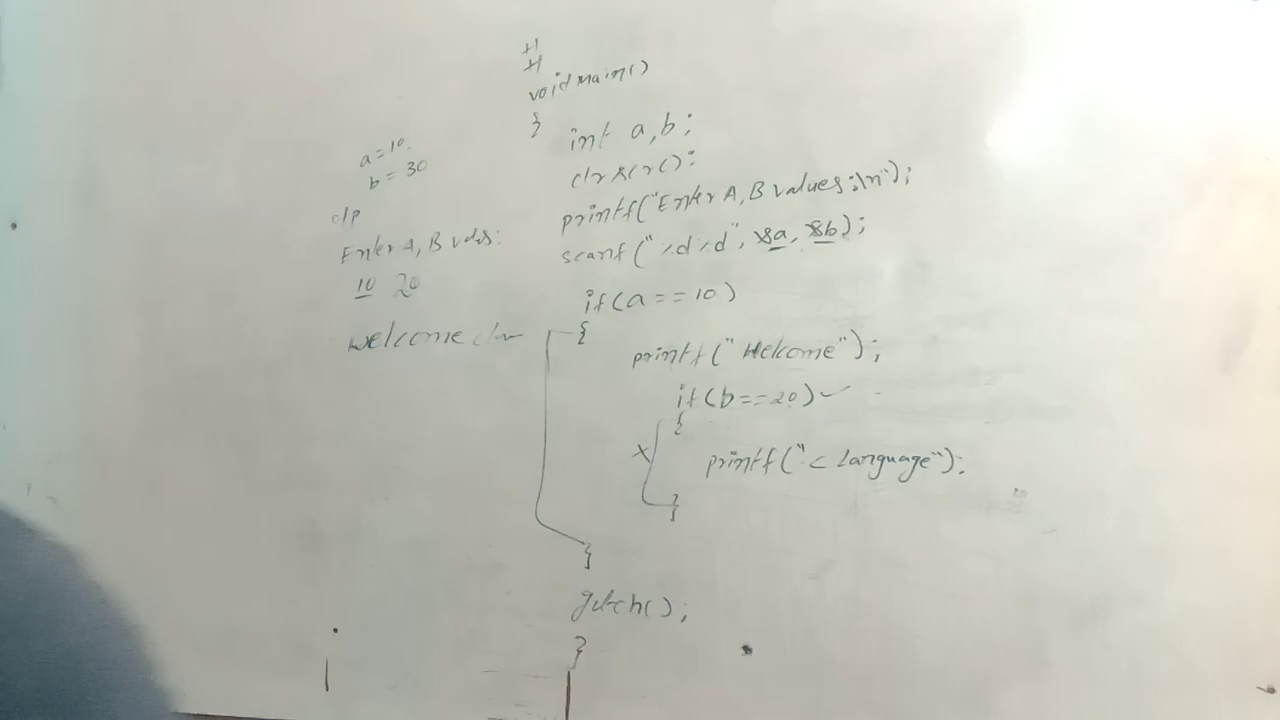 void main()
}
int a,b;
clrscr():
printf("Enter A, B values:\n");
scanf("%d%d", &a, &b);
if(a==10)
{
printf("Welcome");
if(b==20)
{
printf("C Language");
}
}
getch();
}
a=10.
b=30
o/p
Enter A, B
10 20
welcome
x